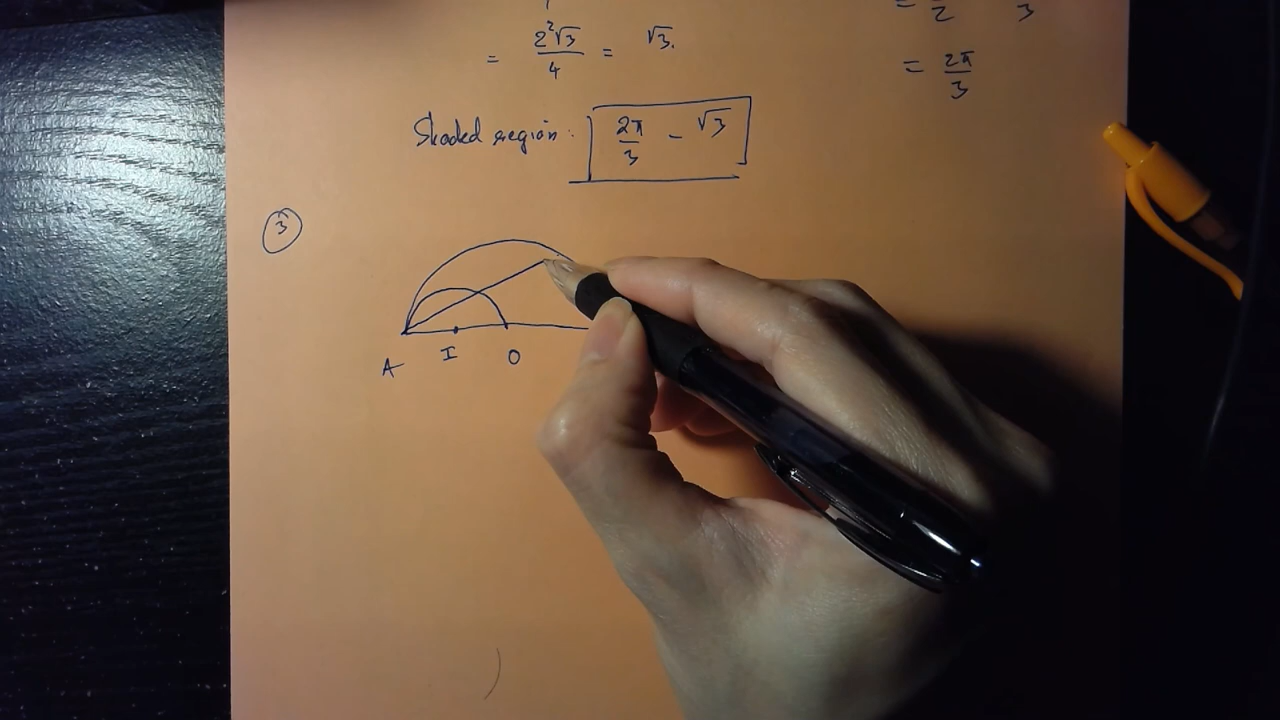 = 2²√3/4 = √3.
= 2π/3
Shaded region: 2π/3 - √3
3
A I O